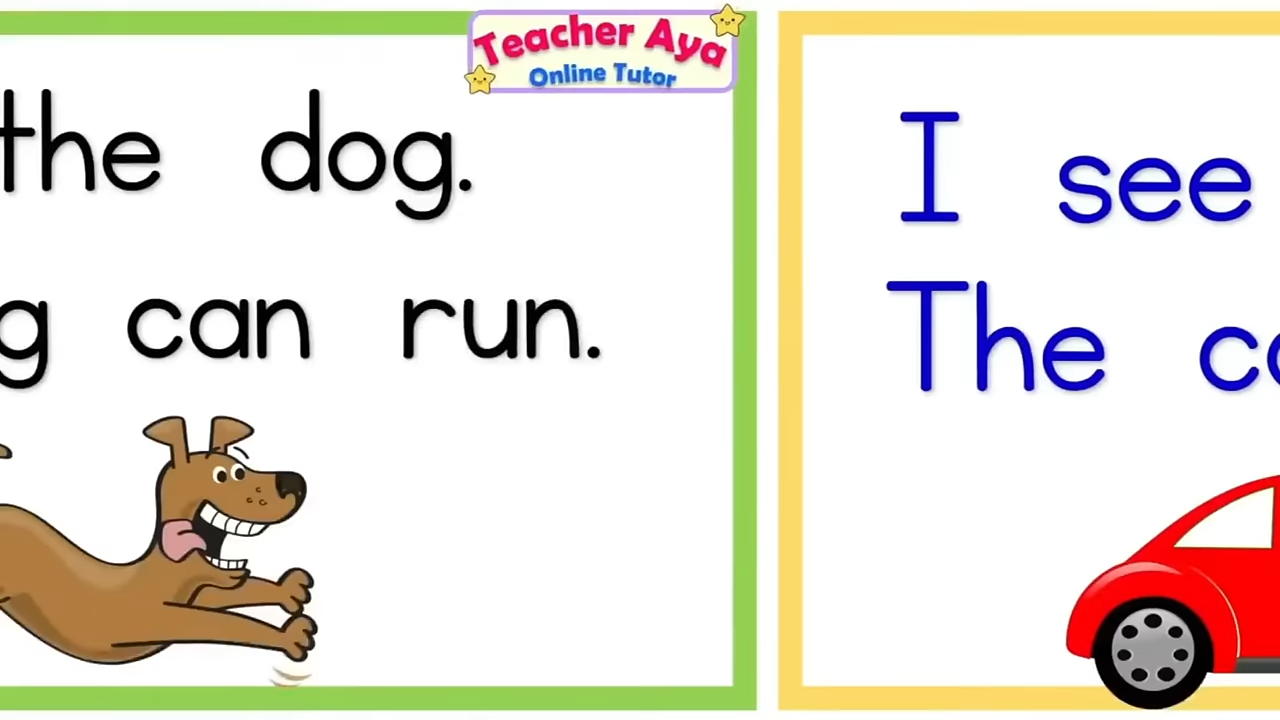 Teacher Aya
Online Tutor
the dog.
can run.
I see
The